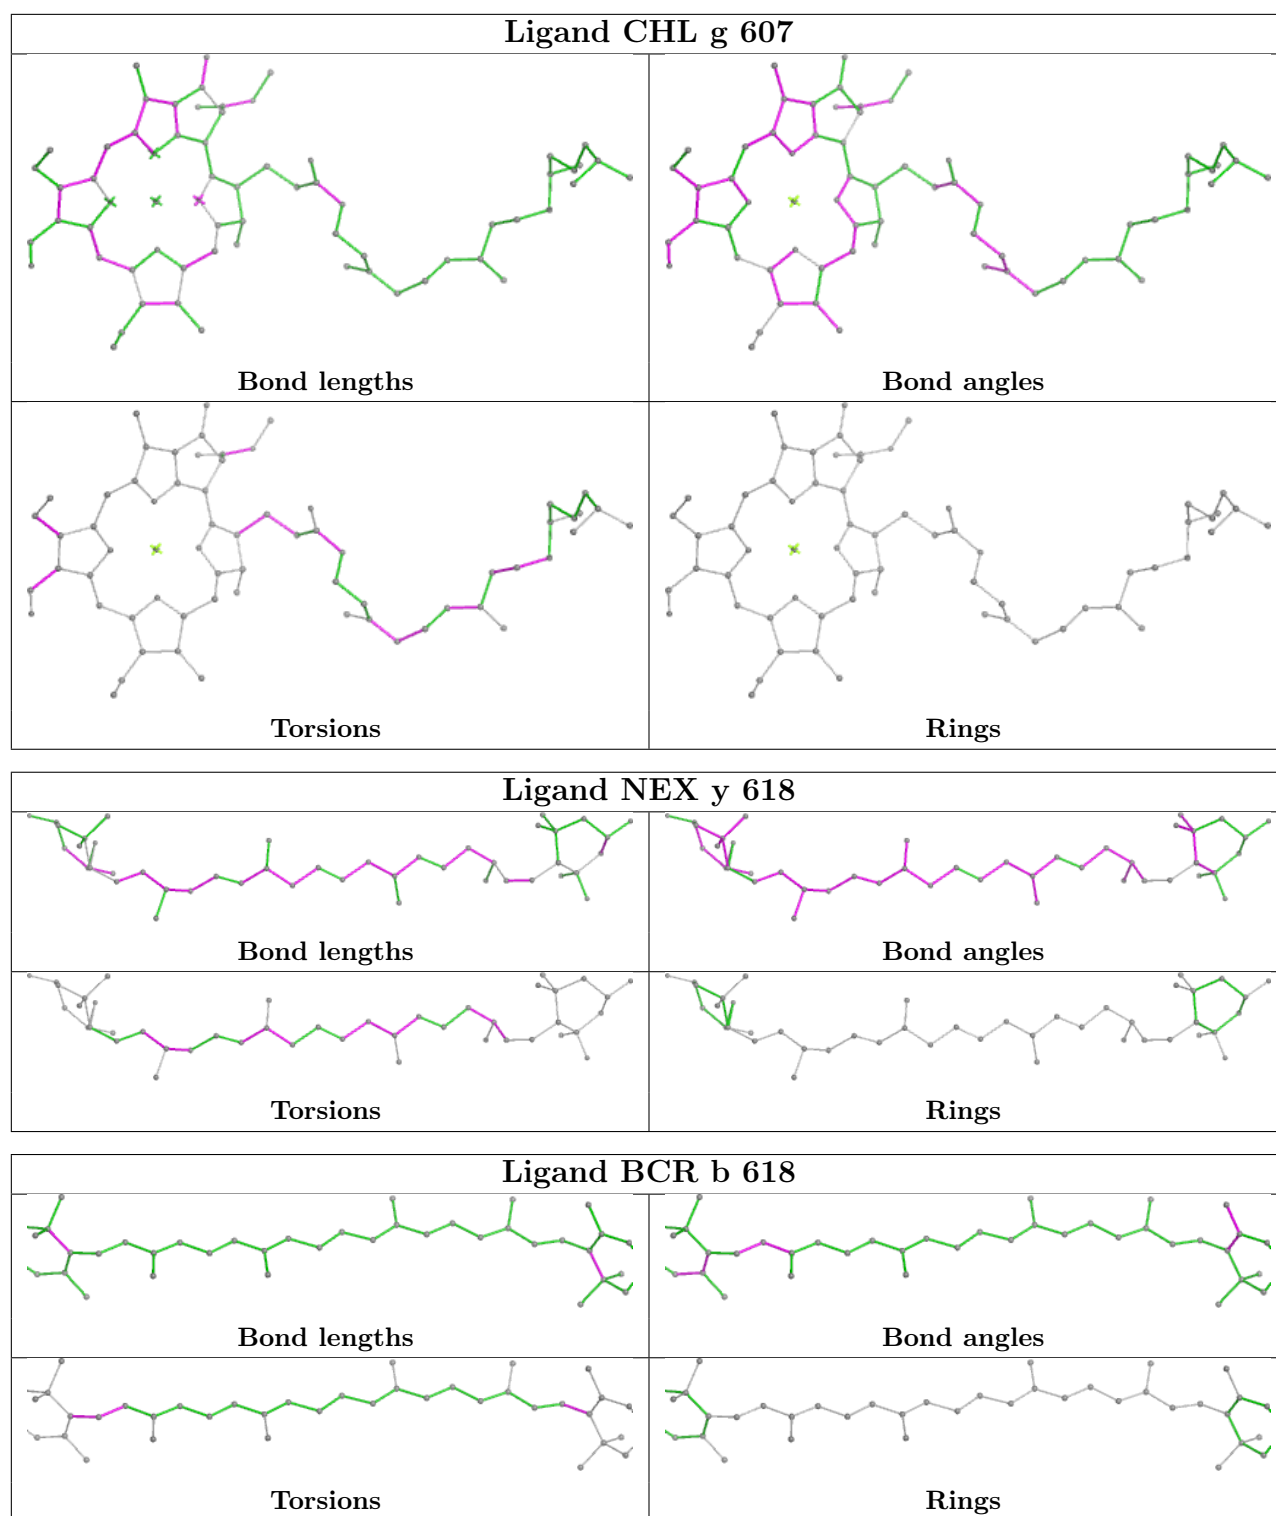 Ligand CHL g 607
Bond lengths
Bond angles
Torsions
Rings
Ligand NEX y 618
Bond lengths
Bond angles
Torsions
Rings
Ligand BCR b 618
Bond lengths
Bond angles
Torsions
Rings